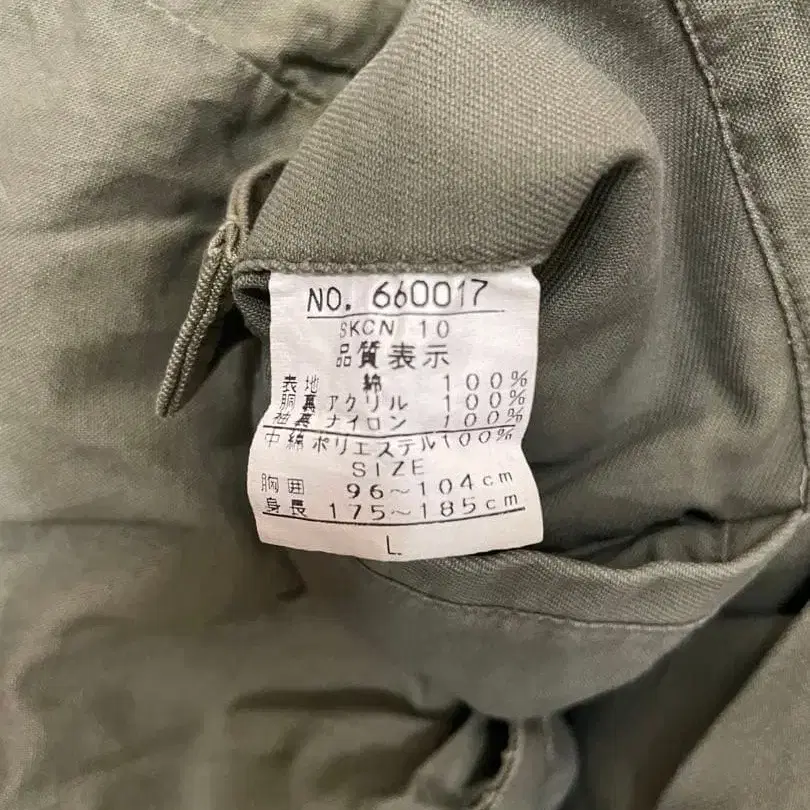 NO. 660017
SKCN 10
品質表示
表地 綿 100%
胴裏 アクリル 100%
袖裏 ナイロン 100%
中綿 ポリエステル 100%
SIZE
胸囲 96～104cm
身長 175～185cm
L